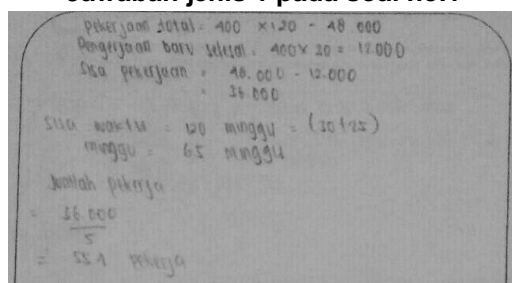 Jawaban jenis 1 pada soal no.1
Pekerjaan total = 400 × 120 = 48.000
Pengerjaan baru selesai = 400 × 30 = 12.000
Sisa pekerjaan = 48.000 - 12.000
= 36.000
Sisa waktu = 120 minggu = (30+25)
minggu = 65 minggu
Jumlah pekerja
= 36.000
5
= 554 pekerja